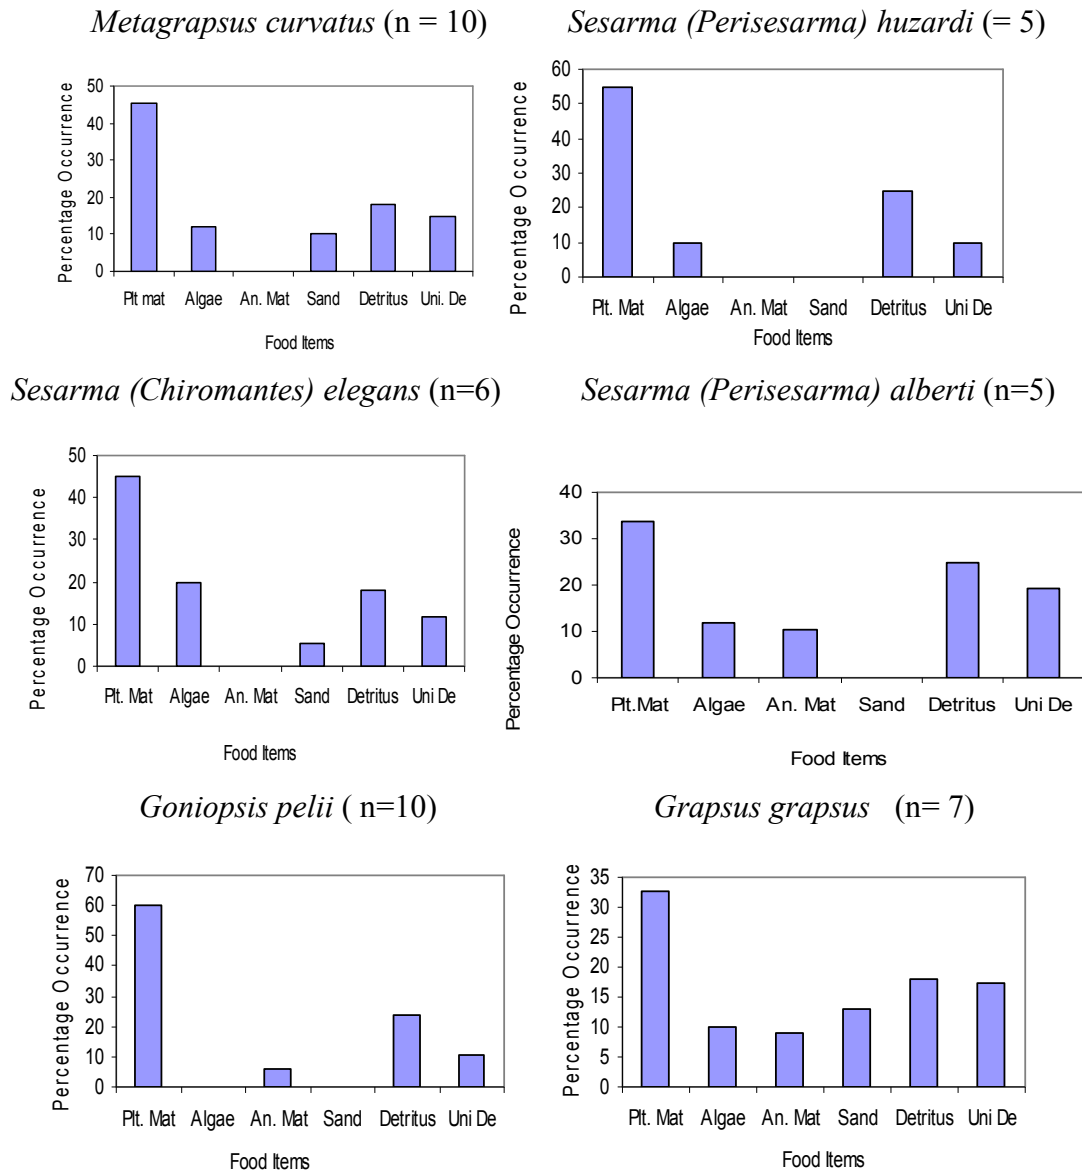 Metagrapsus curvatus (n = 10)
50
40
30
20
10
0
Percentage Occurrence
Plt mat Algae An. Mat Sand Detritus Uni. De
Food Items
Sesarma (Perisesarma) huzardi (= 5)
60
50
40
30
20
10
0
Percentage Occurrence
Plt. Mat Algae An. Mat Sand Detritus Uni De
Food Items
Sesarma (Chiromantes) elegans (n=6)
50
40
30
20
10
0
Percentage Occurrence
Plt. Mat Algae An. Mat Sand Detritus Uni De
Food Items
Sesarma (Perisesarma) alberti (n=5)
40
30
20
10
0
Percentage Occurrence
Plt.Mat Algae An. Mat Sand Detritus Uni De
Food Items
Goniopsis pelii ( n=10)
70
60
50
40
30
20
10
0
Percentage Occurrence
Plt. Mat Algae An. Mat Sand Detritus Uni De
Food Items
Grapsus grapsus (n= 7)
35
30
25
20
15
10
5
0
Percentage Occurrence
Plt. Mat Algae An. Mat Sand Detritus Uni De
Food Items